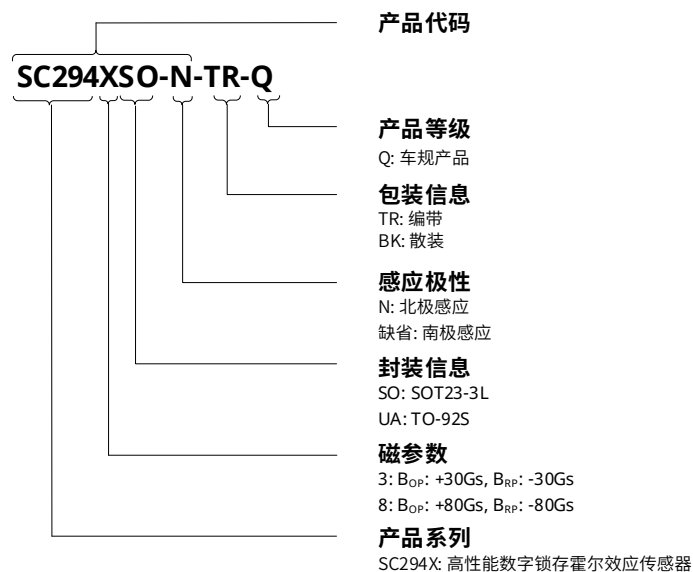 产品代码
SC294XSO-N-TR-Q
产品等级
Q: 车规产品
包装信息
TR: 编带
BK: 散装
感应极性
N: 北极感应
缺省: 南极感应
封装信息
SO: SOT23-3L
UA: TO-92S
磁参数
3: BOP: +30Gs, BRP: -30Gs
8: BOP: +80Gs, BRP: -80Gs
产品系列
SC294X: 高性能数字锁存霍尔效应传感器